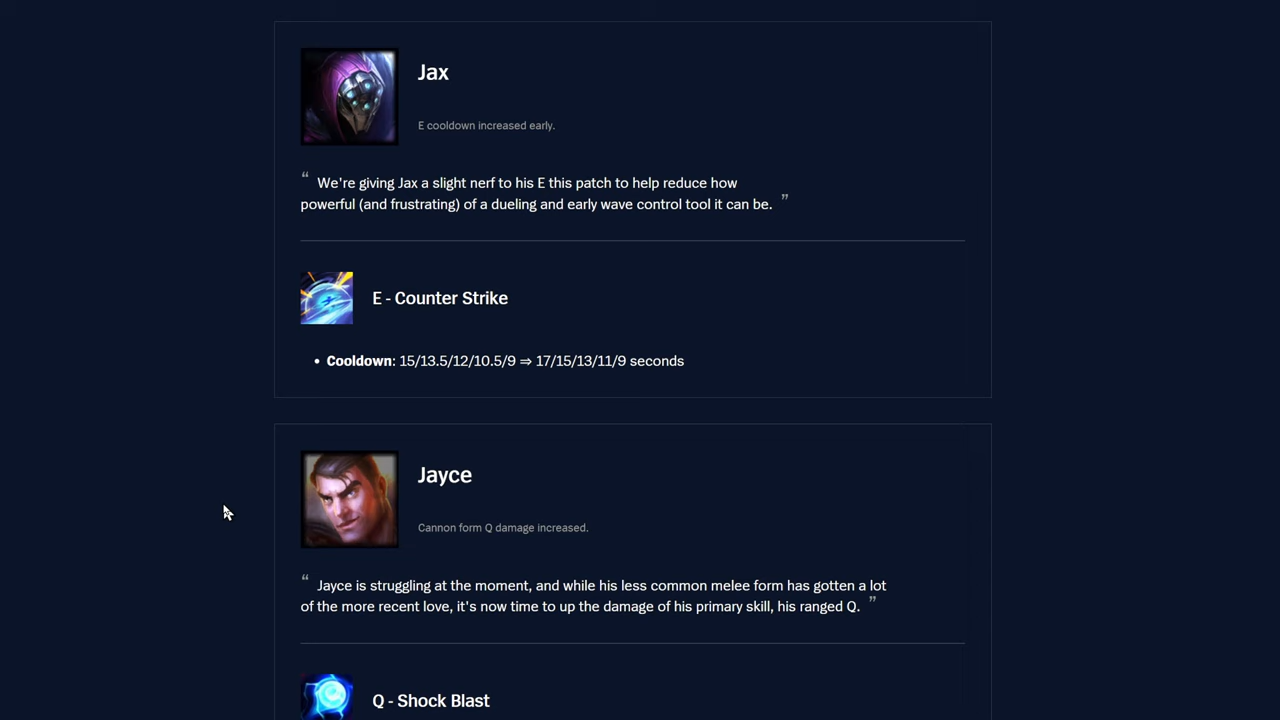 Jax
E cooldown increased early.
“ We're giving Jax a slight nerf to his E this patch to help reduce how
powerful (and frustrating) of a dueling and early wave control tool it can be. ”
E - Counter Strike
• Cooldown: 15/13.5/12/10.5/9 ⇒ 17/15/13/11/9 seconds
Jayce
Cannon form Q damage increased.
“ Jayce is struggling at the moment, and while his less common melee form has gotten a lot
of the more recent love, it's now time to up the damage of his primary skill, his ranged Q. ”
Q - Shock Blast